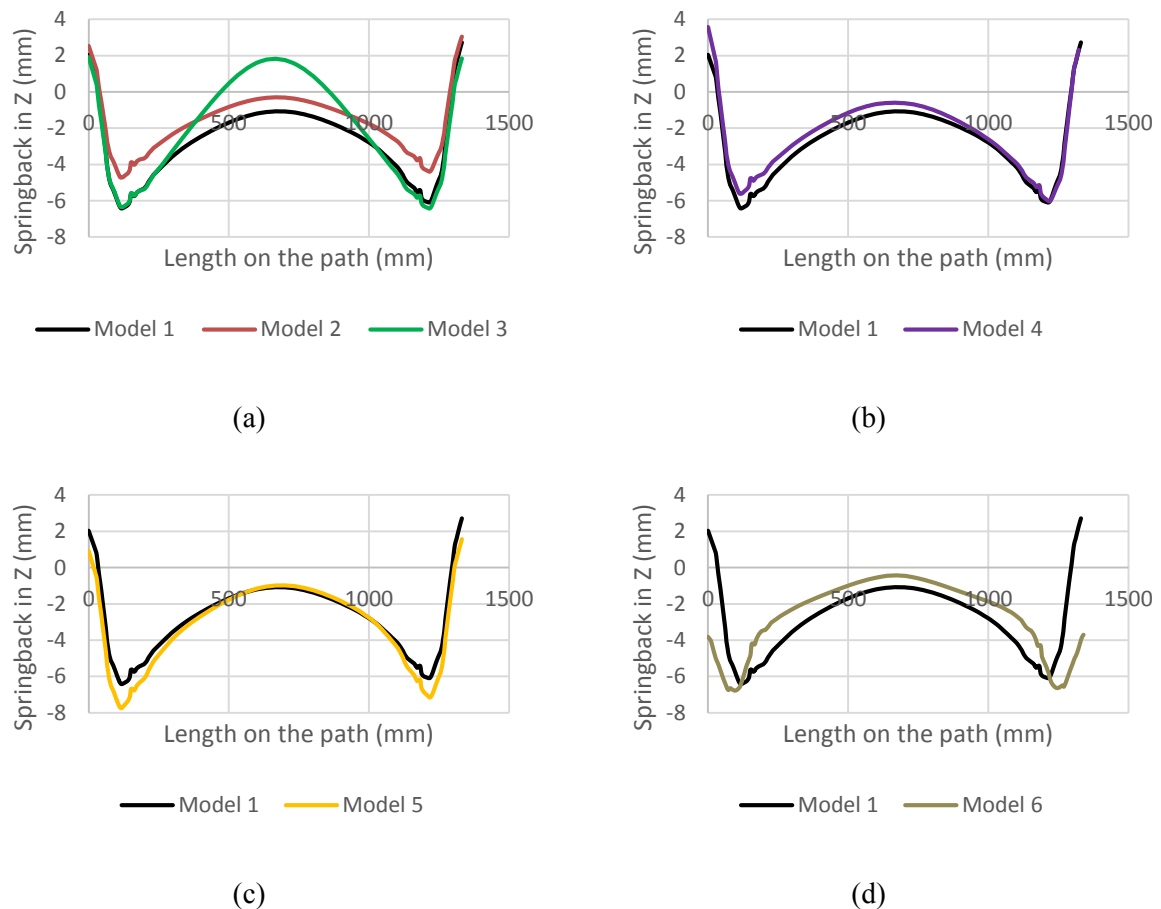 4
2
0
-2
-4
-6
-8
0 500 1000 1500
Springback in Z (mm)
Length on the path (mm)
Model 1 Model 2 Model 3
(a)
4
2
0
-2
-4
-6
-8
0 500 1000 1500
Springback in Z (mm)
Length on the path (mm)
Model 1 Model 4
(b)
4
2
0
-2
-4
-6
-8
0 500 1000 1500
Springback in Z (mm)
Length on the path (mm)
Model 1 Model 5
(c)
4
2
0
-2
-4
-6
-8
0 500 1000 1500
Springback in Z (mm)
Length on the path (mm)
Model 1 Model 6
(d)